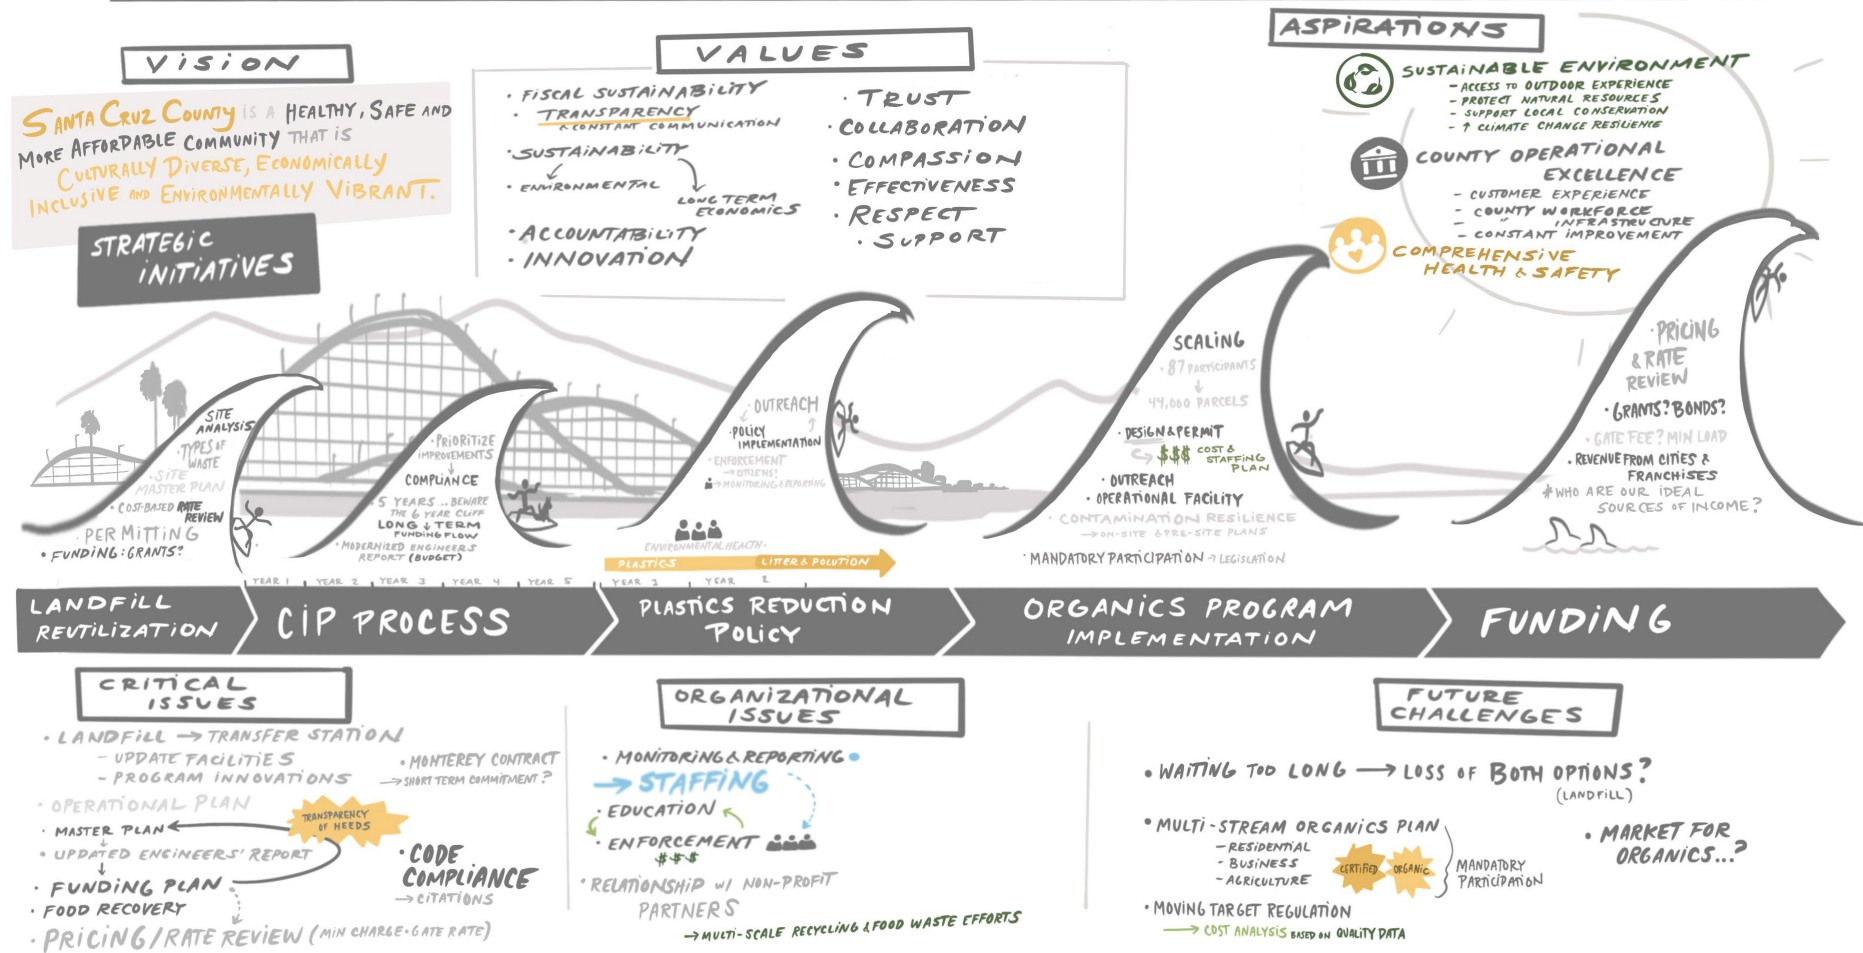 VISION
SANTA CRUZ COUNTY IS A HEALTHY, SAFE AND
MORE AFFORDABLE COMMUNITY THAT IS
CULTURALLY DIVERSE, ECONOMICALLY
INCLUSIVE AND ENVIRONMENTALLY VIBRANT.
STRATEGIC
INITIATIVES
VALUES
• FISCAL SUSTAINABILITY
• TRANSPARENCY
& CONSTANT COMMUNICATION
• SUSTAINABILITY
• ENVIRONMENTAL
LONG TERM
ECONOMICS
• ACCOUNTABILITY
• INNOVATION
• TRUST
• COLLABORATION
• COMPASSION
• EFFECTIVENESS
• RESPECT
• SUPPORT
ASPIRATIONS
SUSTAINABLE ENVIRONMENT
- ACCESS TO OUTDOOR EXPERIENCE
- PROTECT NATURAL RESOURCES
- SUPPORT LOCAL CONSERVATION
- ↑ CLIMATE CHANGE RESILIENCE
COUNTY OPERATIONAL
EXCELLENCE
- CUSTOMER EXPERIENCE
- COUNTY WORKFORCE
- " INFRASTRUCTURE
- CONSTANT IMPROVEMENT
COMPREHENSIVE
HEALTH & SAFETY
SITE
ANALYSIS
• TYPES OF
WASTE
• SITE
MASTER PLAN
• COST-BASED RATE
REVIEW
• PERMITTING
• FUNDING: GRANTS?
• PRIORITIZE
IMPROVEMENTS
↓
COMPLIANCE
• 5 YEARS... BEWARE
THE 6 YEAR CLIFF
LONG ↓ TERM
FUNDING FLOW
• MODERNIZED ENGINEERS
REPORT (BUDGET)
• OUTREACH
• POLICY
IMPLEMENTATION
• ENFORCEMENT
→ CITIZENS!
→ MONITORING & REPORTING
ENVIRONMENTAL HEALTH
PLASTICS LITTER & POLUTION
SCALING
• 87 PARTICIPANTS
↓
44,000 PARCELS
• DESIGN & PERMIT
→ $$$ COST &
STAFFING
PLAN
• OUTREACH
• OPERATIONAL FACILITY
• CONTAMINATION RESILIENCE
→ ON-SITE & PRE-SITE PLANS
• MANDATORY PARTICIPATION → LEGISLATION
• PRICING
& RATE
REVIEW
• GRANTS? BONDS?
• GATE FEE? MIN LOAD
• REVENUE FROM CITIES &
FRANCHISES
* WHO ARE OUR IDEAL
SOURCES OF INCOME?
YEAR 1 YEAR 2 YEAR 3 YEAR 4 YEAR 5 YEAR 1 YEAR 2
LANDFILL
REUTILIZATION
CIP PROCESS
PLASTICS REDUCTION
POLICY
ORGANICS PROGRAM
IMPLEMENTATION
FUNDING
CRITICAL
ISSUES
• LANDFILL → TRANSFER STATION
- UPDATE FACILITIES
- PROGRAM INNOVATIONS
• MONTEREY CONTRACT
→ SHORT TERM COMMITMENT?
• OPERATIONAL PLAN
• MASTER PLAN
TRANSPARENCY
OF NEEDS
• UPDATED ENGINEERS' REPORT
• FUNDING PLAN
• FOOD RECOVERY
• PRICING/RATE REVIEW (MIN CHARGE • GATE RATE)
• CODE
COMPLIANCE
→ CITATIONS
ORGANIZATIONAL
ISSUES
• MONITORING & REPORTING
→ STAFFING
• EDUCATION
• ENFORCEMENT
$$$
• RELATIONSHIP w/ NON-PROFIT
PARTNERS
→ MULTI-SCALE RECYCLING & FOOD WASTE EFFORTS
FUTURE
CHALLENGES
• WAITING TOO LONG → LOSS OF BOTH OPTIONS?
(LANDFILL)
• MULTI-STREAM ORGANICS PLAN
- RESIDENTIAL
- BUSINESS
- AGRICULTURE
CERTIFIED ORGANIC
MANDATORY
PARTICIPATION
• MOVING TARGET REGULATION
→ COST ANALYSIS BASED ON QUALITY DATA
• MARKET FOR
ORGANICS...?